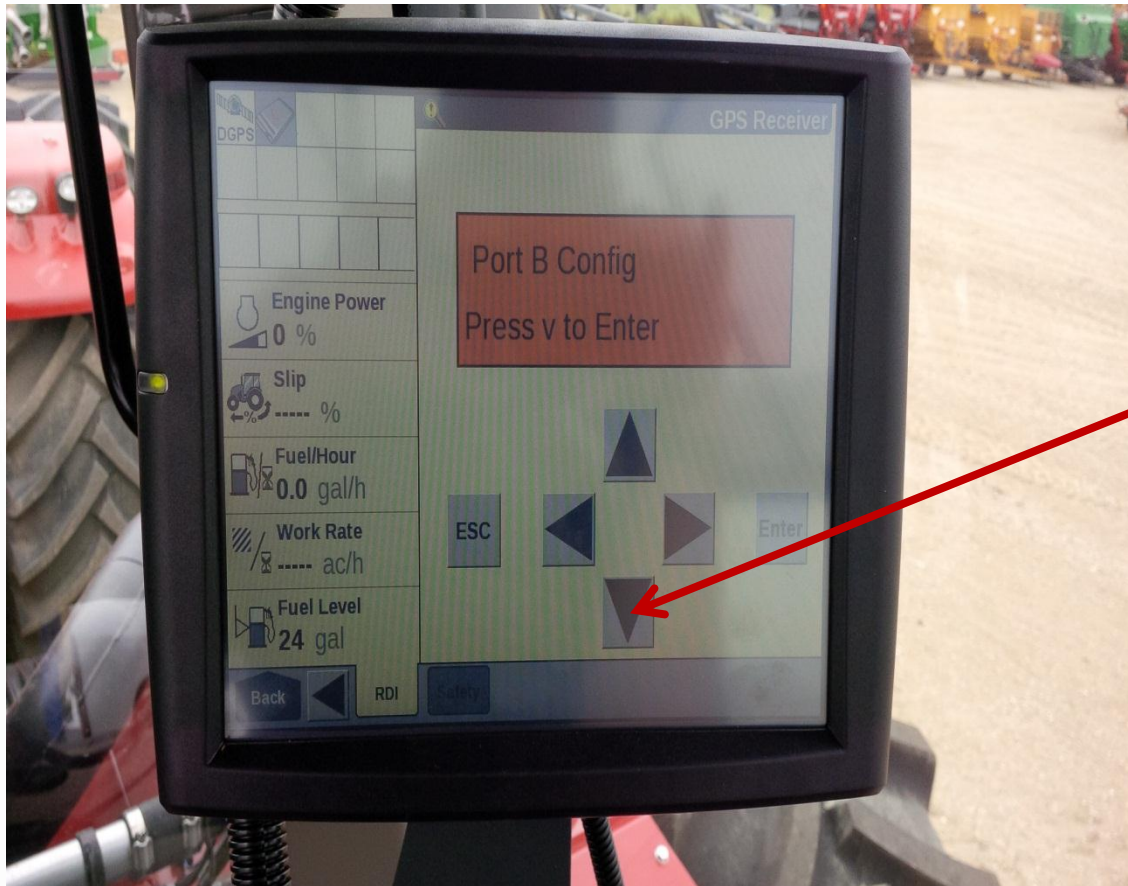 DGPS
GPS Receiver
Port B Config
Press v to Enter
Engine Power
0 %
Slip
----- %
Fuel/Hour
0.0 gal/h
Work Rate
----- ac/h
Fuel Level
24 gal
ESC
Enter
Back
RDI
Safety